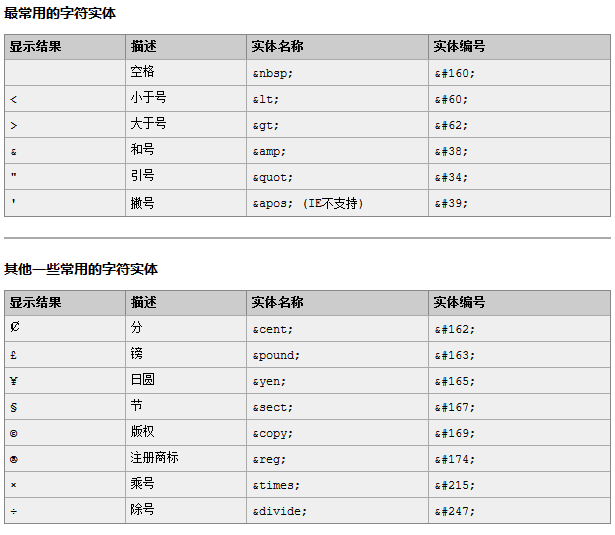 最常用的字符实体
显示结果 描述 实体名称 实体编号
空格 &nbsp; &#160;
< 小于号 &lt; &#60;
> 大于号 &gt; &#62;
& 和号 &amp; &#38;
" 引号 &quot; &#34;
' 撇号 &apos; (IE不支持) &#39;
其他一些常用的字符实体
显示结果 描述 实体名称 实体编号
¢ 分 &cent; &#162;
£ 镑 &pound; &#163;
¥ 日圆 &yen; &#165;
§ 节 &sect; &#167;
© 版权 &copy; &#169;
® 注册商标 &reg; &#174;
× 乘号 &times; &#215;
÷ 除号 &divide; &#247;